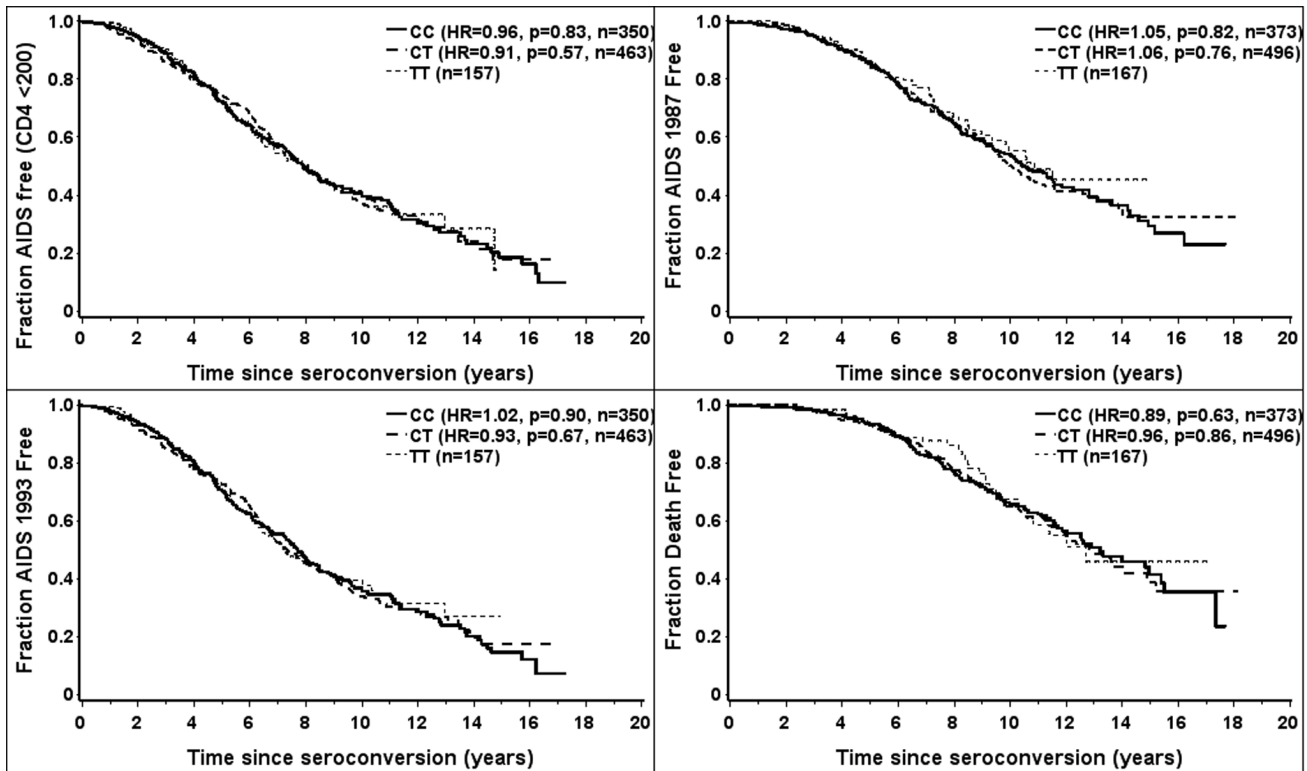 Fraction AIDS free (CD4 <200)
1.0
0.8
0.6
0.4
0.2
0
CC (HR=0.96, p=0.83, n=350)
CT (HR=0.91, p=0.57, n=463)
TT (n=157)
0 2 4 6 8 10 12 14 16 18 20
Time since seroconversion (years)
Fraction AIDS 1987 Free
1.0
0.8
0.6
0.4
0.2
0
CC (HR=1.05, p=0.82, n=373)
CT (HR=1.06, p=0.76, n=496)
TT (n=167)
0 2 4 6 8 10 12 14 16 18 20
Time since seroconversion (years)
Fraction AIDS 1993 Free
1.0
0.8
0.6
0.4
0.2
0
CC (HR=1.02, p=0.90, n=350)
CT (HR=0.93, p=0.67, n=463)
TT (n=157)
0 2 4 6 8 10 12 14 16 18 20
Time since seroconversion (years)
Fraction Death Free
1.0
0.8
0.6
0.4
0.2
0
CC (HR=0.89, p=0.63, n=373)
CT (HR=0.96, p=0.86, n=496)
TT (n=167)
0 2 4 6 8 10 12 14 16 18 20
Time since seroconversion (years)